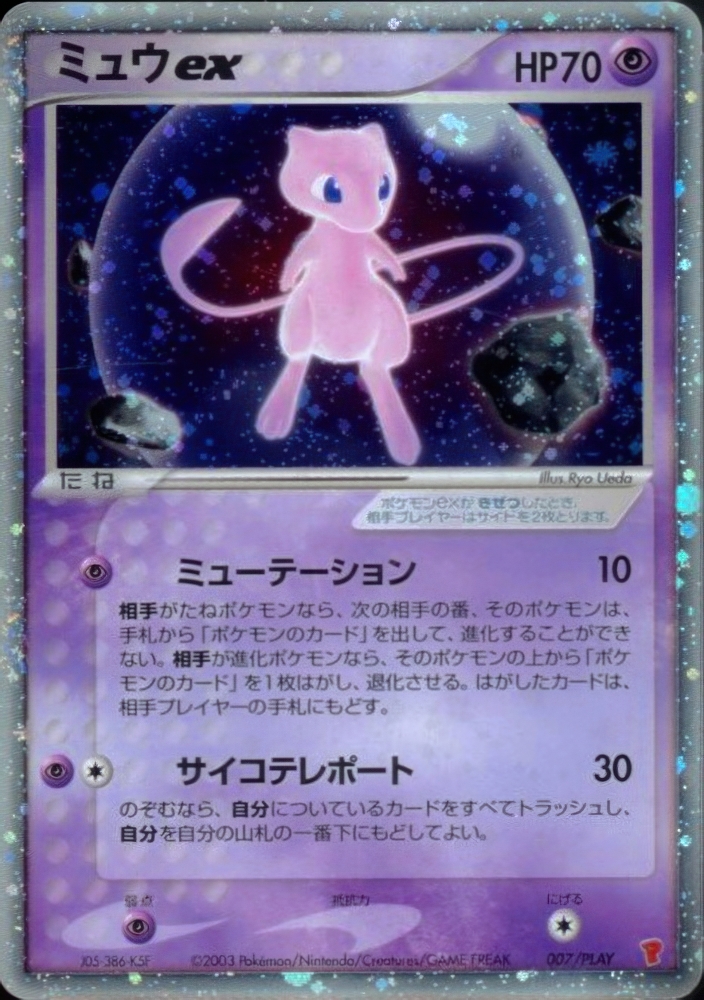 ミュウex
HP70
たね
Illus. Ryo Ueda
ポケモンexがきぜつしたとき、
相手プレイヤーはサイドを2枚とります。
ミューテーション 10
相手がたねポケモンなら、次の相手の番、そのポケモンは、
手札から「ポケモンのカード」を出して、進化することができ
ない。相手が進化ポケモンなら、そのポケモンの上から「ポケ
モンのカード」を1枚はがし、退化させる。はがしたカードは、
相手プレイヤーの手札にもどす。
サイコテレポート 30
のぞむなら、自分についているカードをすべてトラッシュし、
自分を自分の山札の一番下にもどしてよい。
弱点 抵抗力 にげる
J05-386-K5F ©2003 Pokémon/Nintendo/Creatures/GAME FREAK 007/PLAY P